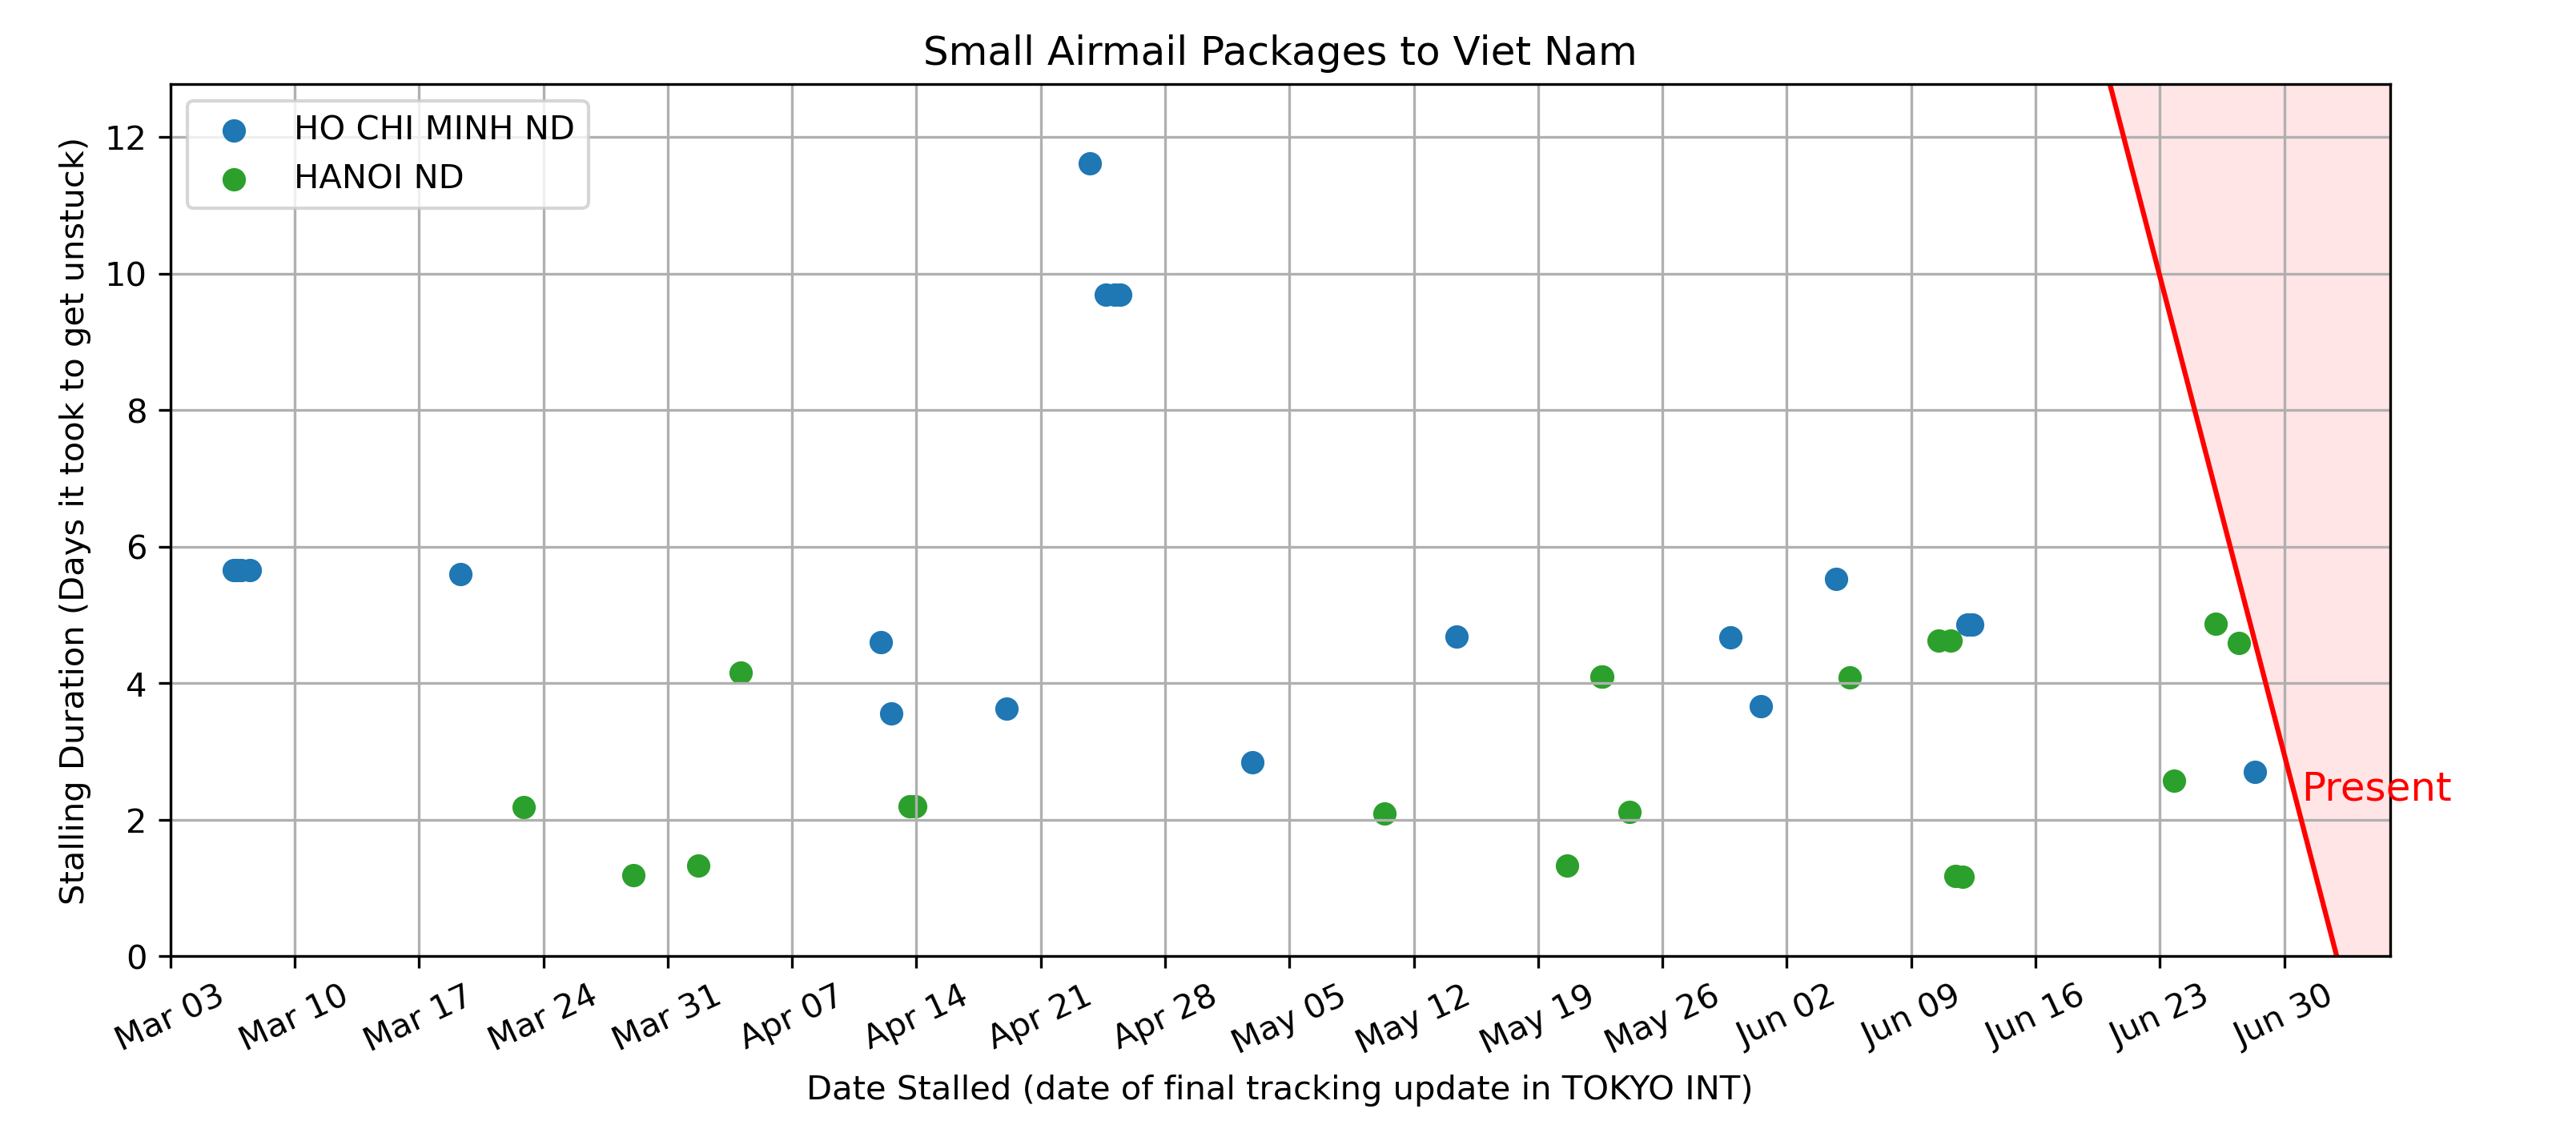 Small Airmail Packages to Viet Nam
HO CHI MINH ND
HANOI ND
Stalling Duration (Days it took to get unstuck)
12
10
8
6
4
2
0
Present
Mar 03
Mar 10
Mar 17
Mar 24
Mar 31
Apr 07
Apr 14
Apr 21
Apr 28
May 05
May 12
May 19
May 26
Jun 02
Jun 09
Jun 16
Jun 23
Jun 30
Date Stalled (date of final tracking update in TOKYO INT)